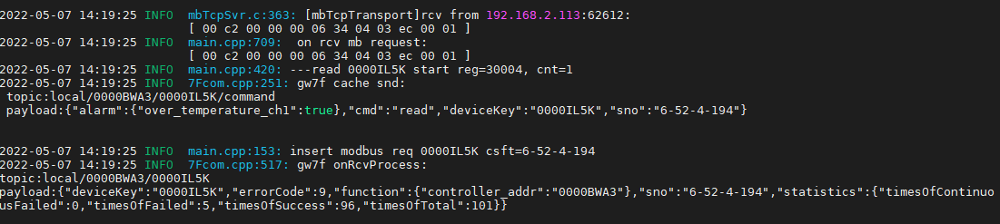 2022-05-07 14:19:25 INFO  mbTcpSvr.c:363: [mbTcpTransport]rcv from 192.168.2.113:62612:
[ 00 c2 00 00 00 06 34 04 03 ec 00 01 ]
2022-05-07 14:19:25 INFO  main.cpp:709:  on rcv mb request:
[ 00 c2 00 00 00 06 34 04 03 ec 00 01 ]
2022-05-07 14:19:25 INFO  main.cpp:420: ---read 0000IL5K start reg=30004, cnt=1
2022-05-07 14:19:25 INFO  7Fcom.cpp:251: gw7f cache snd:
topic:local/0000BWA3/0000IL5K/command
payload:{"alarm":{"over_temperature_ch1":true},"cmd":"read","deviceKey":"0000IL5K","sno":"6-52-4-194"}
2022-05-07 14:19:25 INFO  main.cpp:153: insert modbus req 0000IL5K csft=6-52-4-194
2022-05-07 14:19:25 INFO  7Fcom.cpp:517: gw7f onRcvProcess:
topic:local/0000BWA3/0000IL5K
payload:{"deviceKey":"0000IL5K","errorCode":9,"function":{"controller_addr":"0000BWA3"},"sno":"6-52-4-194","statistics":{"timesOfContinuo
usFailed":0,"timesOfFailed":5,"timesOfSuccess":96,"timesOfTotal":101}}